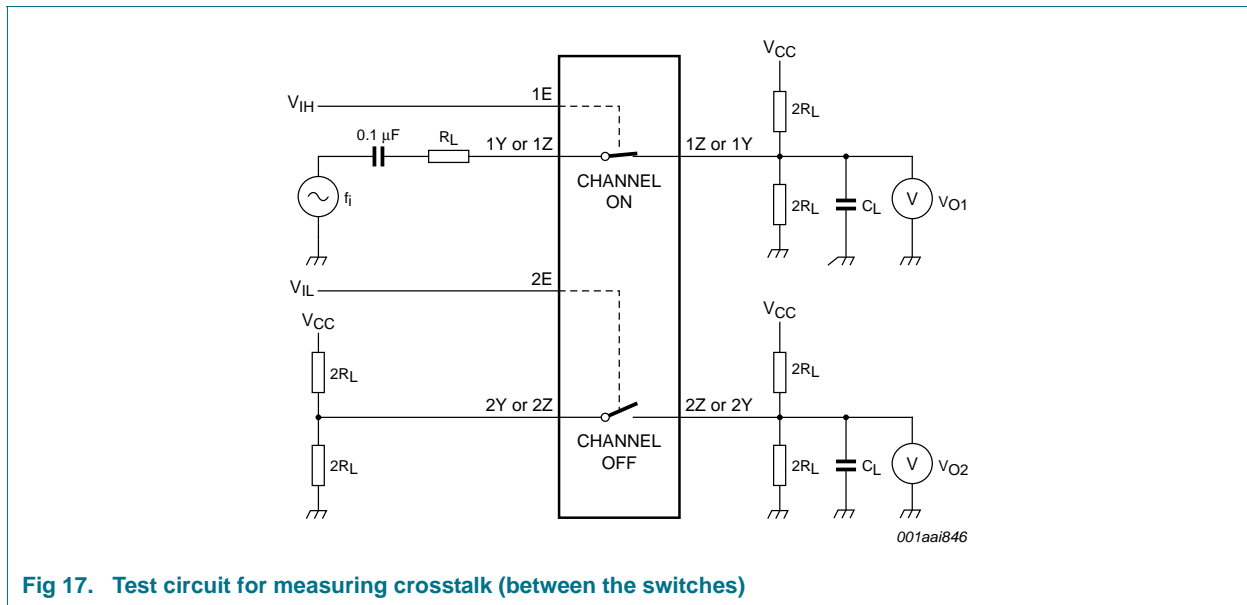 VCC
1E
VIH
2RL
0.1 µF
RL
1Y or 1Z
1Z or 1Y
CHANNEL
ON
fi
2RL
CL
V
VO1
2E
VIL
VCC
VCC
2RL
2RL
2Y or 2Z
2Z or 2Y
CHANNEL
OFF
2RL
2RL
CL
V
VO2
001aai846
Fig 17. Test circuit for measuring crosstalk (between the switches)